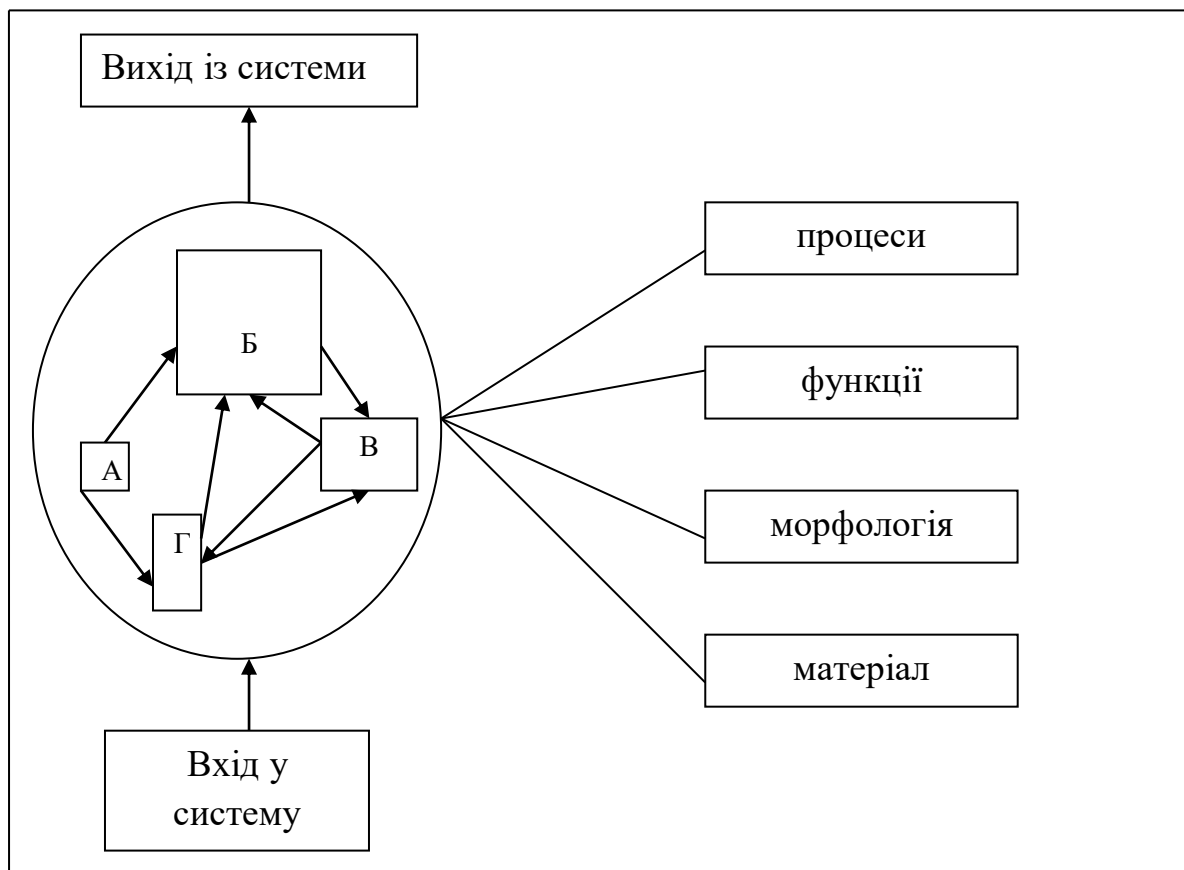 Вихід із системи
процеси
Б
функції
В
А
Г
морфологія
матеріал
Вхід у
систему